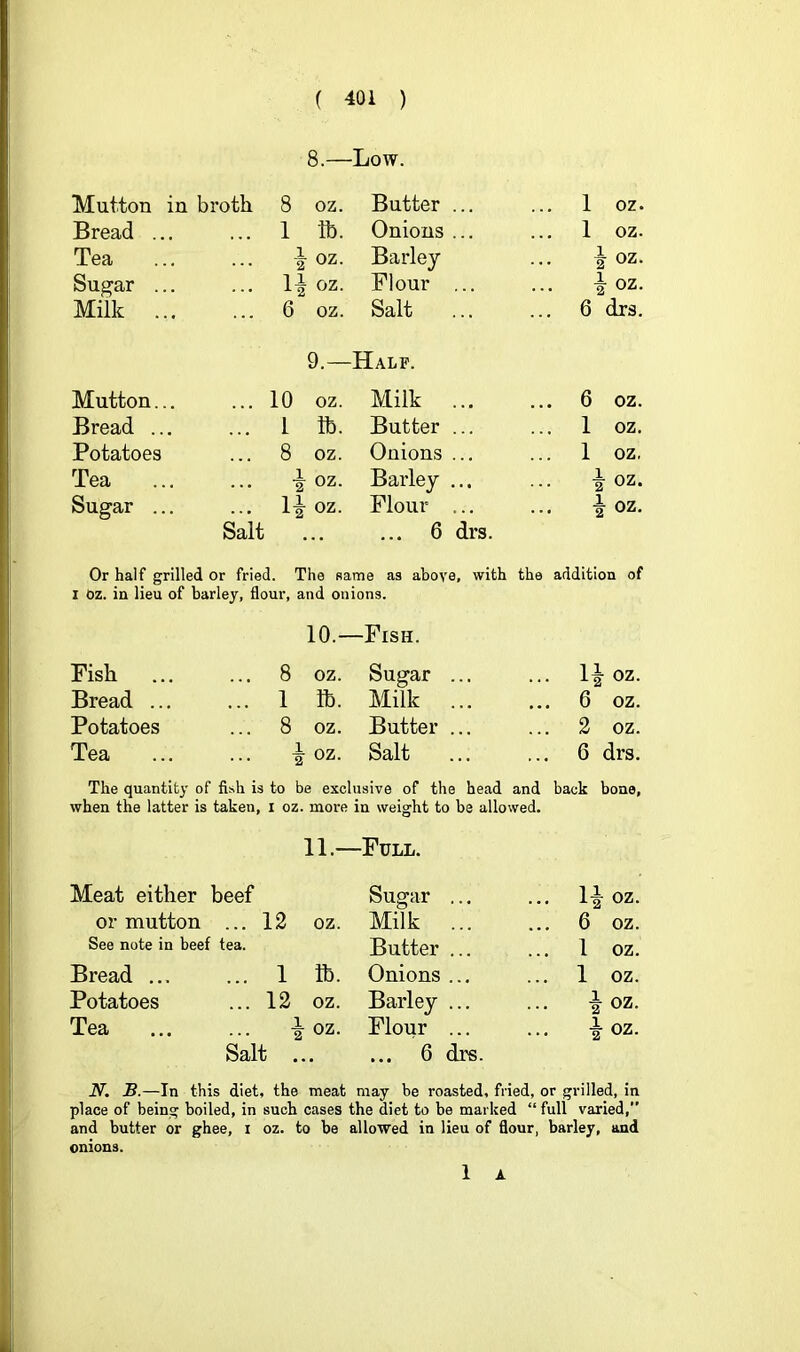 ( 401 )
8.—Low.
Mutton in broth 8 oz. Butter ... ... 1 oz.
Bread ... ... 1 ℔. Onions ... ... 1 oz.
Tea ... ... ½ oz. Barley ... ½ oz.
Sugar ... ... 1½ oz. Flour ... ... ½ oz.
Milk ... ... 6 oz. Salt ... ... 6 drs.
9.—Half.
Mutton... ... 10 oz. Milk ... ... 6 oz.
Bread ... ... 1 ℔. Butter ... ... 1 oz.
Potatoes ... 8 oz. Onions ... ... 1 oz.
Tea ... ... ½ oz. Barley ... ... ½ oz.
Sugar ... ... 1½ oz. Flour ... ... ½ oz.
Salt ... ... 6 drs.
Or half grilled or fried. The same as above, with the addition of
1 oz. in lieu of barley, flour, and onions.
10.—Fish.
Fish ... ... 8 oz. Sugar ... ... 1½ oz.
Bread ... ... 1 ℔. Milk ... ... 6 oz.
Potatoes ... 8 oz. Butter ... ... 2 oz.
Tea ... ... ½ oz. Salt ... ... 6 drs.
The quantity of fish is to be exclusive of the head and back bone,
when the latter is taken, 1 oz. more in weight to be allowed.
11.—Full.
Meat either beef Sugar ... ... 1½ oz.
or mutton ... 12 oz. Milk ... ... 6 oz.
See note in beef tea. Butter ... ... 1 oz.
Bread ... ... 1 ℔. Onions ... ... 1 oz.
Potatoes ... 12 oz. Barley ... ... ½ oz.
Tea ... ... ½ oz. Flour ... ... ½ oz.
Salt ... ... 6 drs.
N. B.—In this diet, the meat may be roasted, fried, or grilled, in
place of being boiled, in such cases the diet to be marked "full varied,"
and butter or ghee, 1 oz. to be allowed in lieu of flour, barley, and
onions.
1 A